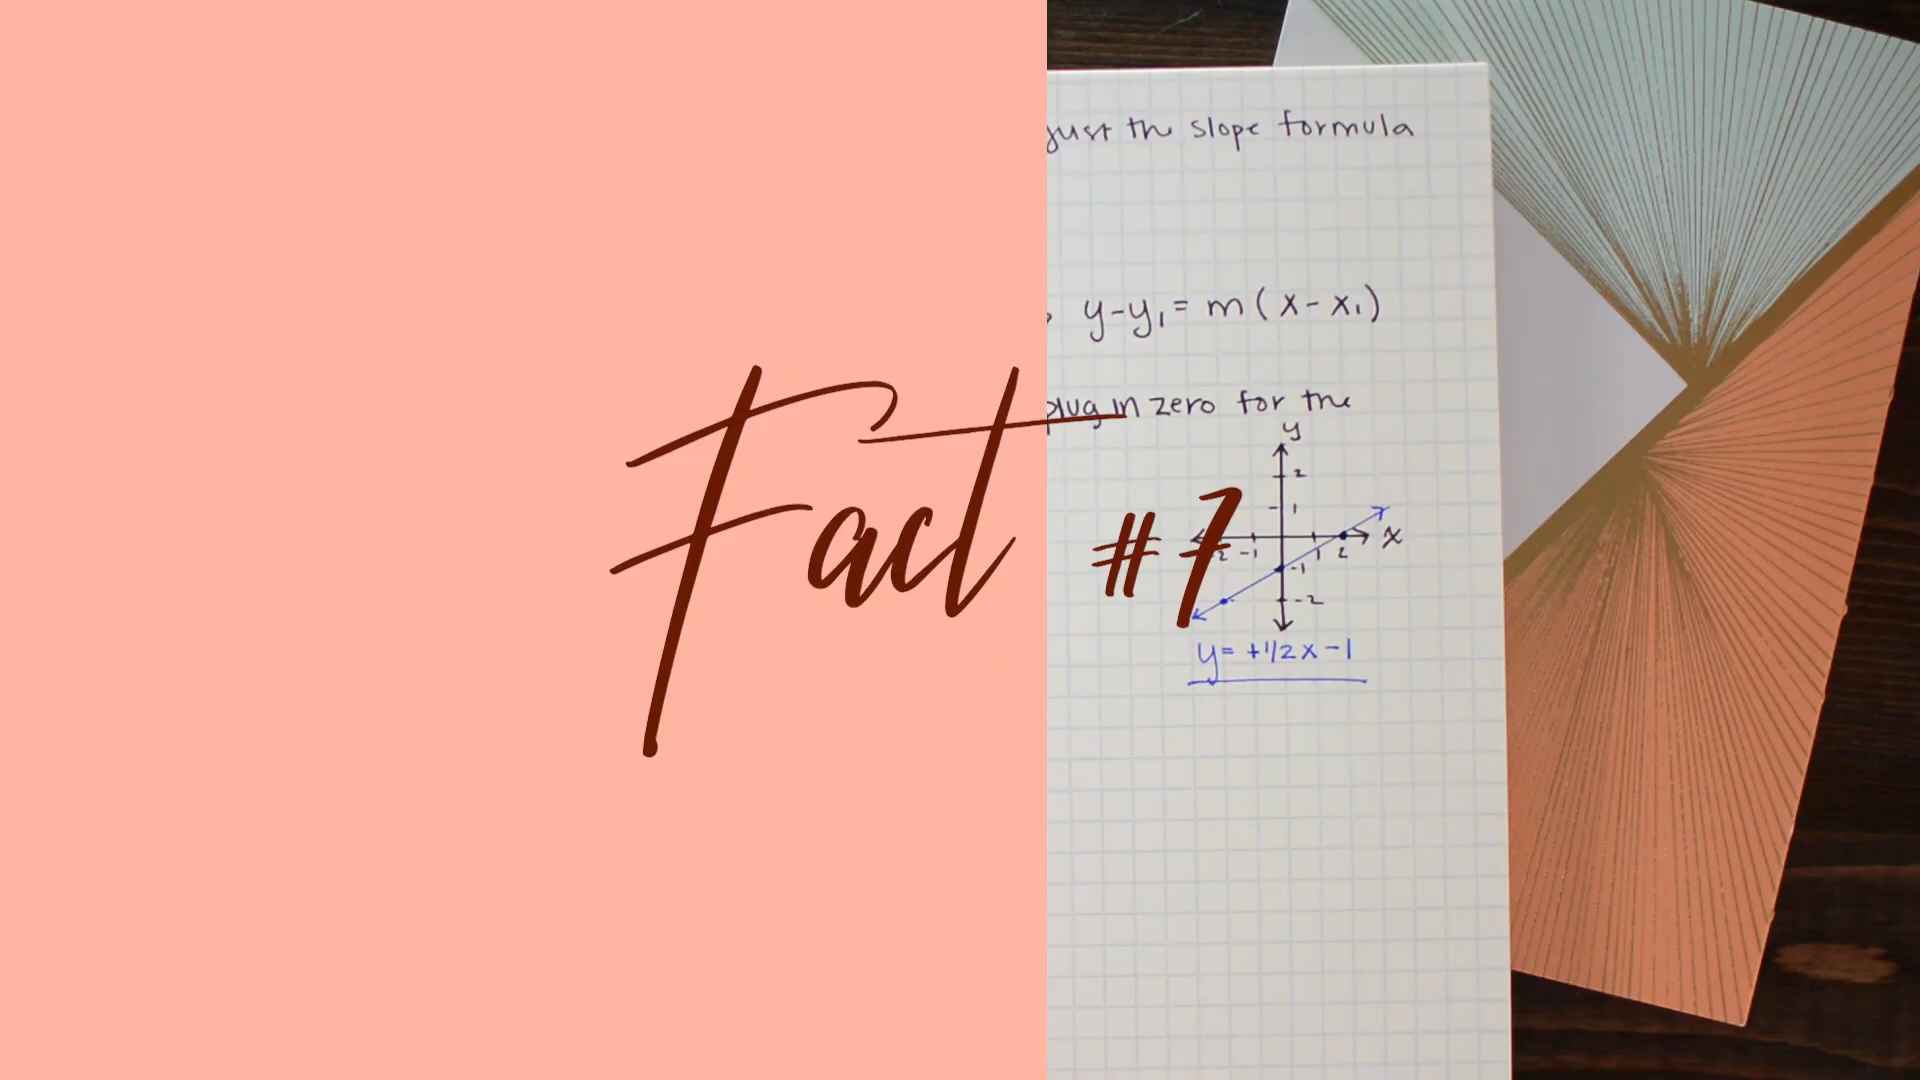 just the slope formula
y-y₁ = m(x-x₁)
plug in zero for the
y
2
1
Fact #7
-2 -1 1 2 x
-1
-2
y= +1/2x-1